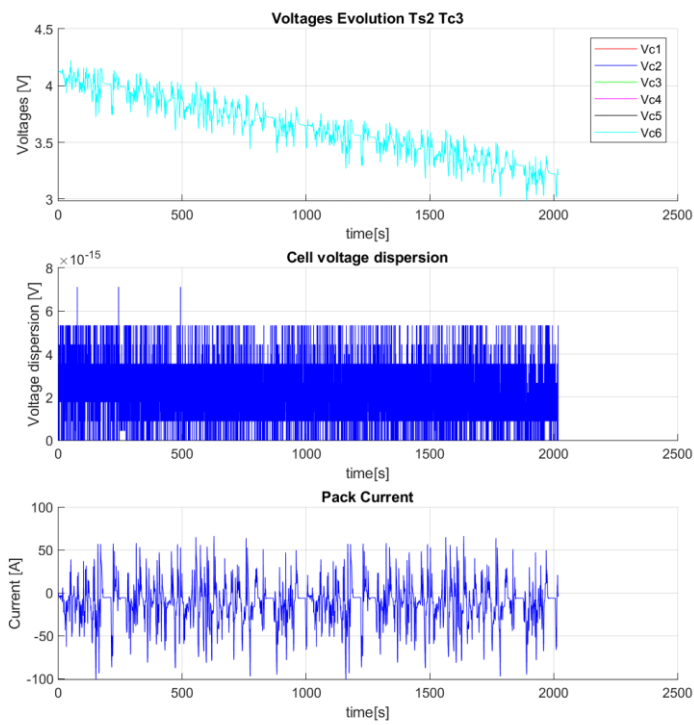 Voltages Evolution Ts2 Tc3
4.5
4
3.5
3
Voltages [V]
0 500 1000 1500 2000 2500
time[s]
Vc1
Vc2
Vc3
Vc4
Vc5
Vc6
Cell voltage dispersion
×10^-15
8
6
4
2
0
Voltage dispersion [V]
0 500 1000 1500 2000 2500
time[s]
Pack Current
100
50
0
-50
-100
Current [A]
0 500 1000 1500 2000 2500
time[s]